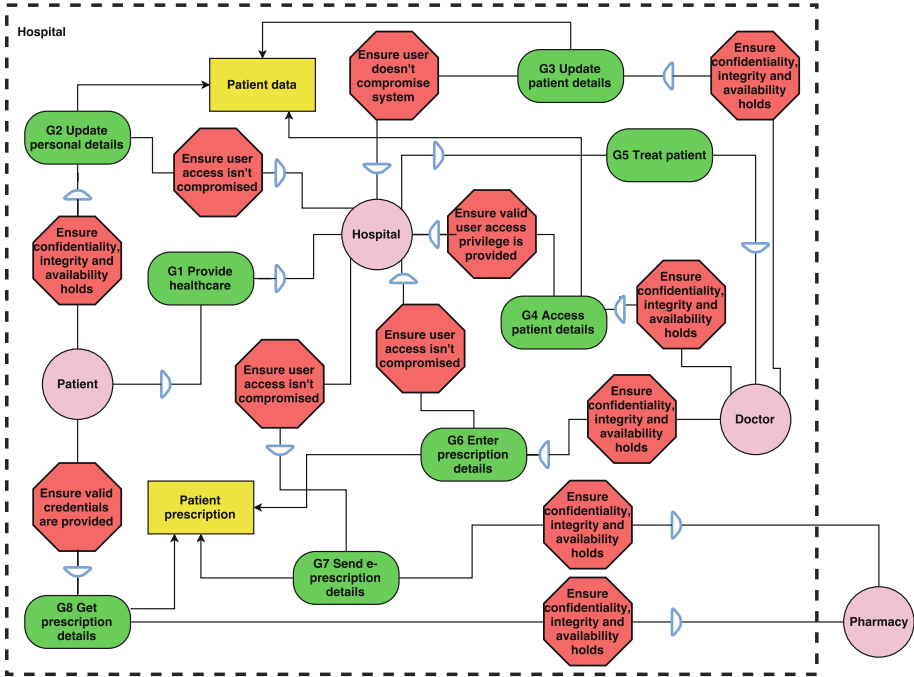 Hospital
Patient data
Ensure user
doesn't
compromise
system
G3 Update
patient details
Ensure
confidentiality,
integrity and
availability
holds
G2 Update
personal details
Ensure user
access isn't
compromised
G5 Treat patient
Ensure
confidentiality,
integrity and
availability
holds
Hospital
Ensure valid
user access
privilege is
provided
G1 Provide
healthcare
G4 Access
patient details
Ensure
confidentiality,
integrity and
availability
holds
Patient
Ensure user
access isn't
compromised
Ensure user
access isn't
compromised
Ensure
confidentiality,
integrity and
availability
holds
Doctor
G6 Enter
prescription
details
Ensure valid
credentials
are provided
Patient
prescription
Ensure
confidentiality,
integrity and
availability
holds
G7 Send e-
prescription
details
G8 Get
prescription
details
Ensure
confidentiality,
integrity and
availability
holds
Pharmacy